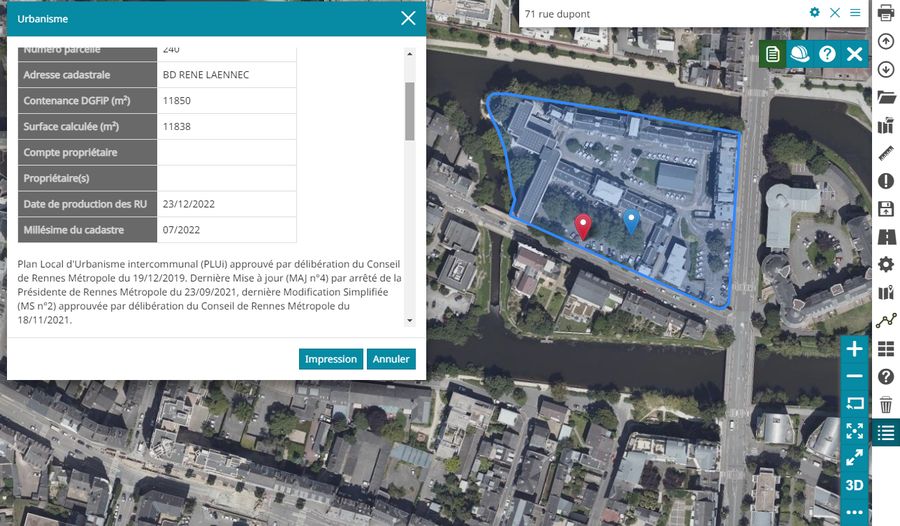 Urbanisme
71 rue dupont
Numéro parcelle 240
Adresse cadastrale BD RENE LAENNEC
Contenance DGFiP (m²) 11850
Surface calculée (m²) 11838
Compte propriétaire
Propriétaire(s)
Date de production des RU 23/12/2022
Millésime du cadastre 07/2022
Plan Local d'Urbanisme intercommunal (PLUi) approuvé par délibération du Conseil
de Rennes Métropole du 19/12/2019. Dernière Mise à jour (MAJ n°4) par arrêté de la
Présidente de Rennes Métropole du 23/09/2021, dernière Modification Simplifiée
(MS n°2) approuvée par délibération du Conseil de Rennes Métropole du
18/11/2021.
Impression Annuler
3D